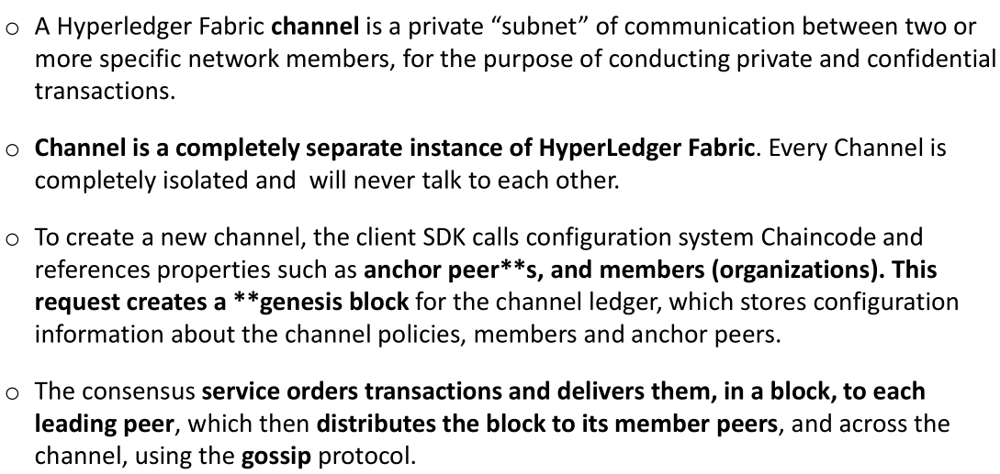 ○ A Hyperledger Fabric channel is a private “subnet” of communication between two or
more specific network members, for the purpose of conducting private and confidential
transactions.
○ Channel is a completely separate instance of HyperLedger Fabric. Every Channel is
completely isolated and  will never talk to each other.
○ To create a new channel, the client SDK calls configuration system Chaincode and
references properties such as anchor peer**s, and members (organizations). This
request creates a **genesis block for the channel ledger, which stores configuration
information about the channel policies, members and anchor peers.
○ The consensus service orders transactions and delivers them, in a block, to each
leading peer, which then distributes the block to its member peers, and across the
channel, using the gossip protocol.